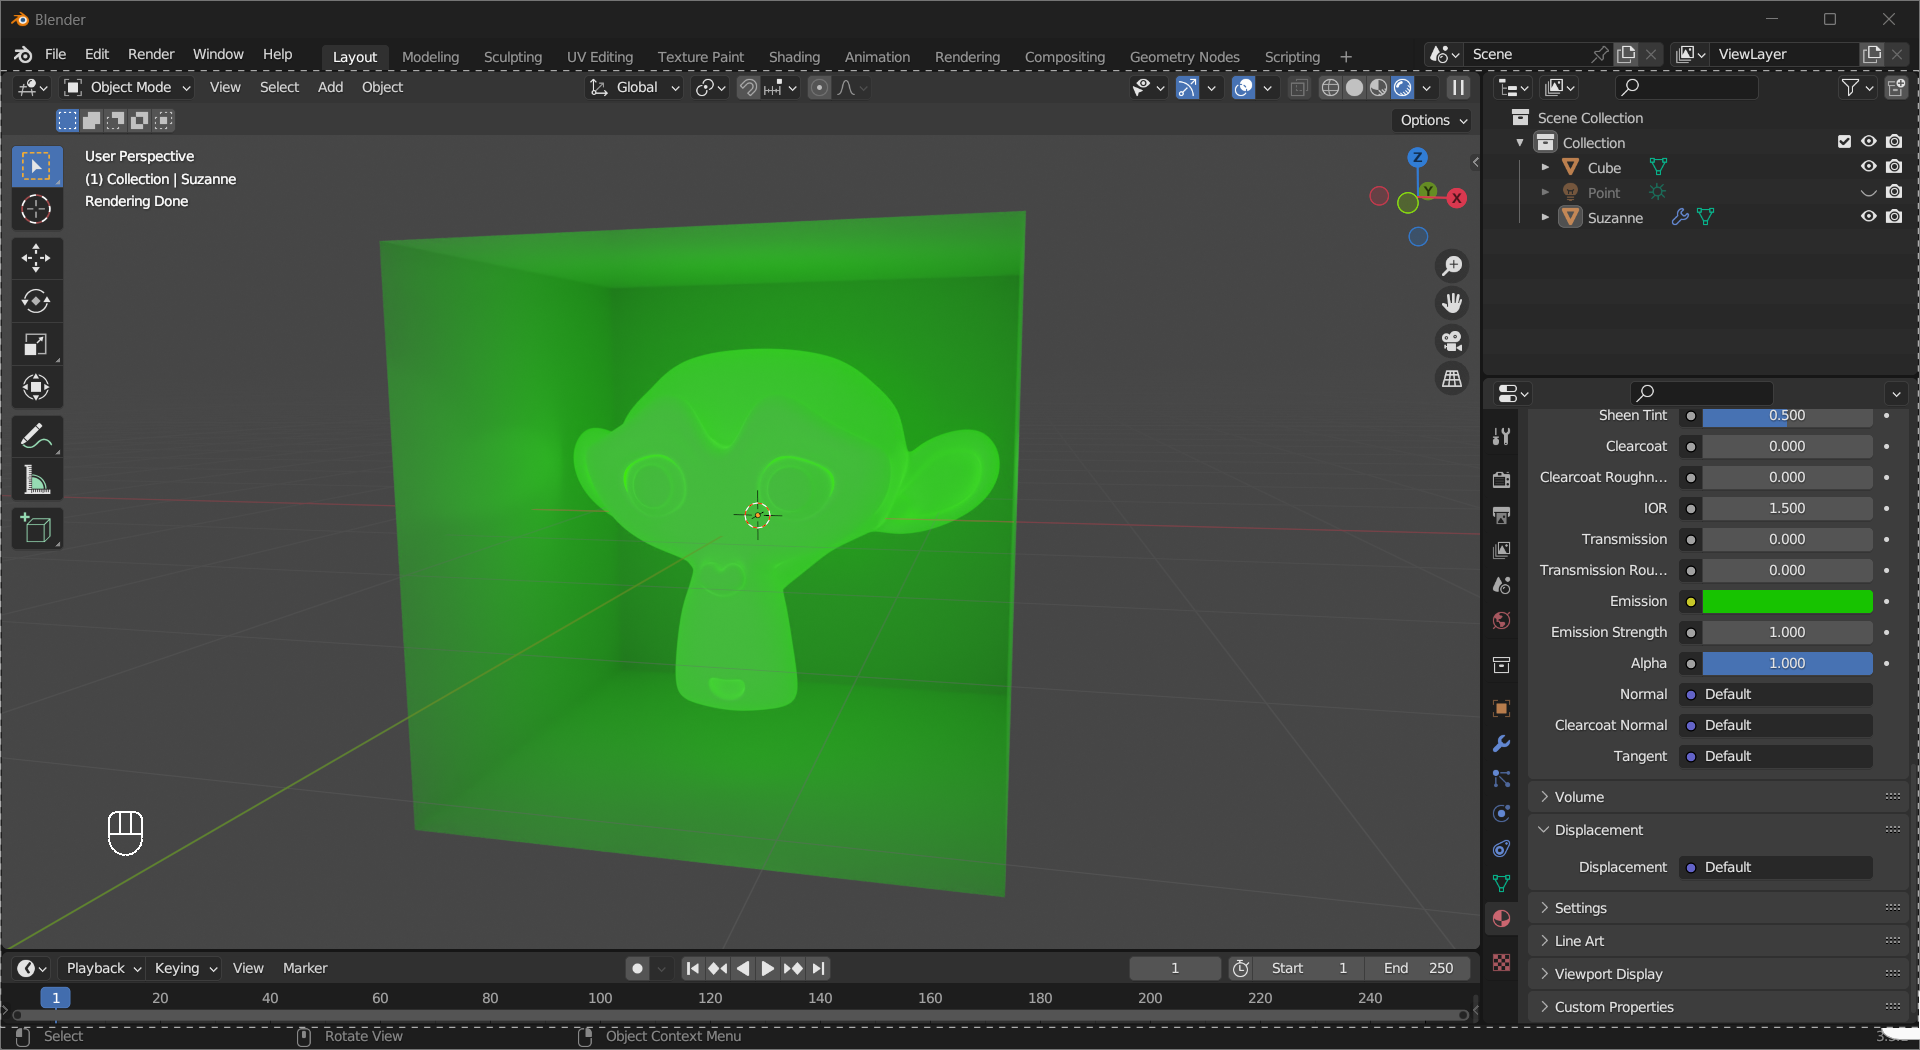 Blender
File Edit Render Window Help Layout Modeling Sculpting UV Editing Texture Paint Shading Animation Rendering Compositing Geometry Nodes Scripting + Scene ViewLayer
Object Mode View Select Add Object Global
Options
User Perspective
(1) Collection | Suzanne
Rendering Done
Z
Y
X
Scene Collection
Collection
Cube
Point
Suzanne
Sheen Tint 0.500
Clearcoat 0.000
Clearcoat Roughn... 0.000
IOR 1.500
Transmission 0.000
Transmission Rou... 0.000
Emission
Emission Strength 1.000
Alpha 1.000
Normal Default
Clearcoat Normal Default
Tangent Default
Volume
Displacement
Displacement Default
Settings
Line Art
Viewport Display
Custom Properties
Playback Keying View Marker 1 Start 1 End 250
1 20 40 60 80 100 120 140 160 180 200 220 240
Select Rotate View Object Context Menu